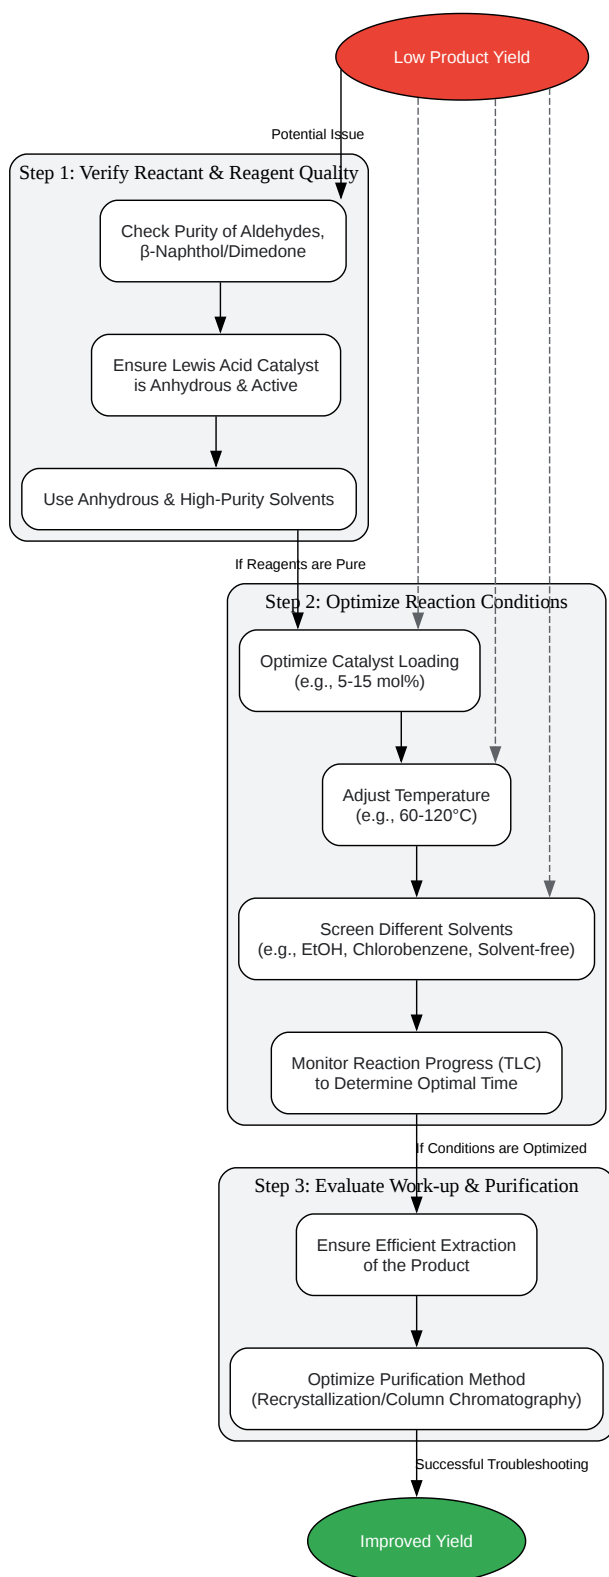 Low Product Yield
Potential Issue
Step 1: Verify Reactant & Reagent Quality
Check Purity of Aldehydes,
β-Naphthol/Dimedone
Ensure Lewis Acid Catalyst
is Anhydrous & Active
Use Anhydrous & High-Purity Solvents
If Reagents are Pure
Step 2: Optimize Reaction Conditions
Optimize Catalyst Loading
(e.g., 5-15 mol%)
Adjust Temperature
(e.g., 60-120°C)
Screen Different Solvents
(e.g., EtOH, Chlorobenzene, Solvent-free)
Monitor Reaction Progress (TLC)
to Determine Optimal Time
If Conditions are Optimized
Step 3: Evaluate Work-up & Purification
Ensure Efficient Extraction
of the Product
Optimize Purification Method
(Recrystallization/Column Chromatography)
Successful Troubleshooting
Improved Yield